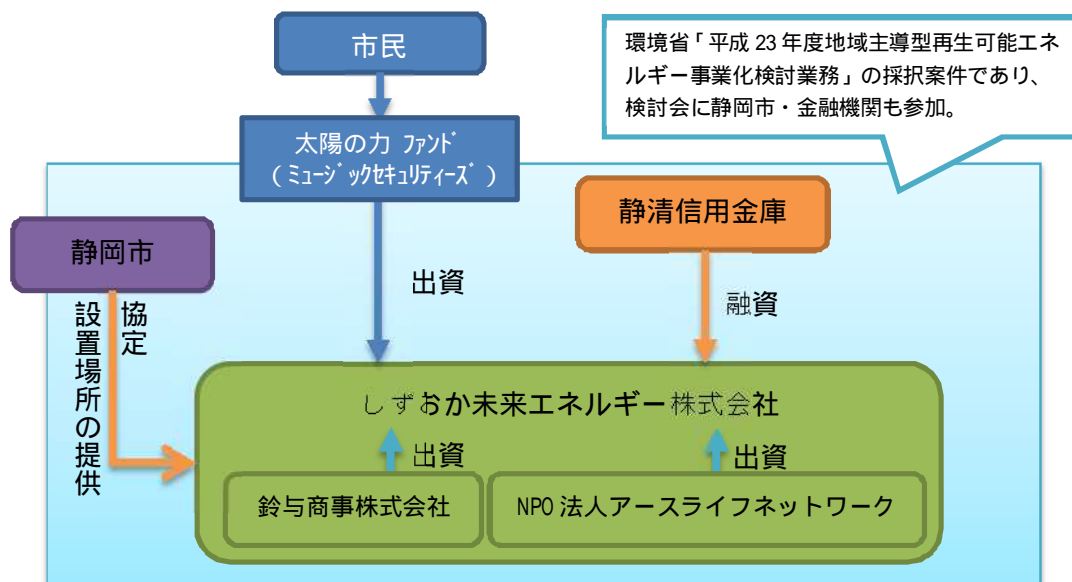 市民
環境省「平成 23 年度地域主導型再生可能エネ
ルギー事業化検討業務」の採択案件であり、
検討会に静岡市・金融機関も参加。
太陽の力 ファンド
(ミュージックセキュリティーズ)
静清信用金庫
静岡市
出資
融資
協定
設置場所の提供
しずおか未来エネルギー株式会社
出資
出資
鈴与商事株式会社
NPO 法人アースライフネットワーク